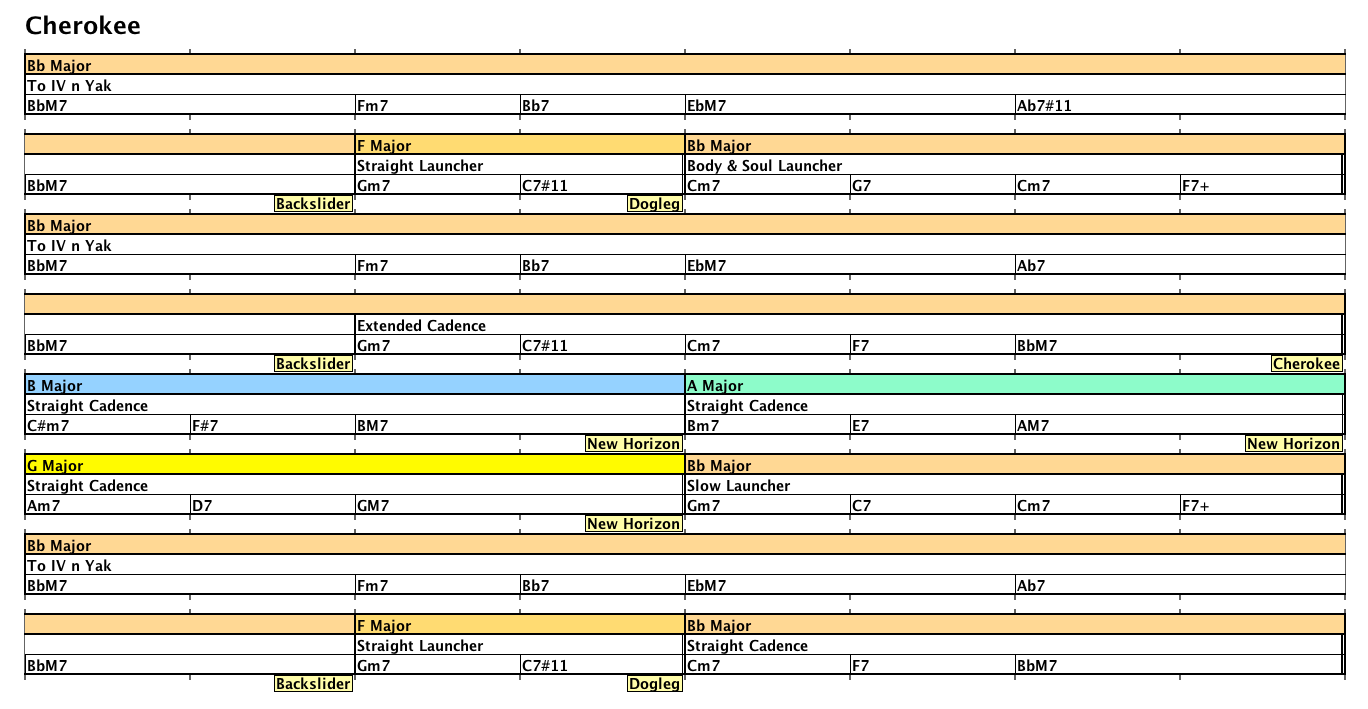 Cherokee
Bb Major
To IV n Yak
BbM7 Fm7 Bb7 EbM7 Ab7#11
F Major Bb Major
Straight Launcher Body & Soul Launcher
BbM7 Gm7 C7#11 Cm7 G7 Cm7 F7+
Backslider Dogleg
Bb Major
To IV n Yak
BbM7 Fm7 Bb7 EbM7 Ab7
Extended Cadence
BbM7 Gm7 C7#11 Cm7 F7 BbM7
Backslider Cherokee
B Major A Major
Straight Cadence Straight Cadence
C#m7 F#7 BM7 Bm7 E7 AM7
New Horizon New Horizon
G Major Bb Major
Straight Cadence Slow Launcher
Am7 D7 GM7 Gm7 C7 Cm7 F7+
New Horizon
Bb Major
To IV n Yak
BbM7 Fm7 Bb7 EbM7 Ab7
F Major Bb Major
Straight Launcher Straight Cadence
BbM7 Gm7 C7#11 Cm7 F7 BbM7
Backslider Dogleg